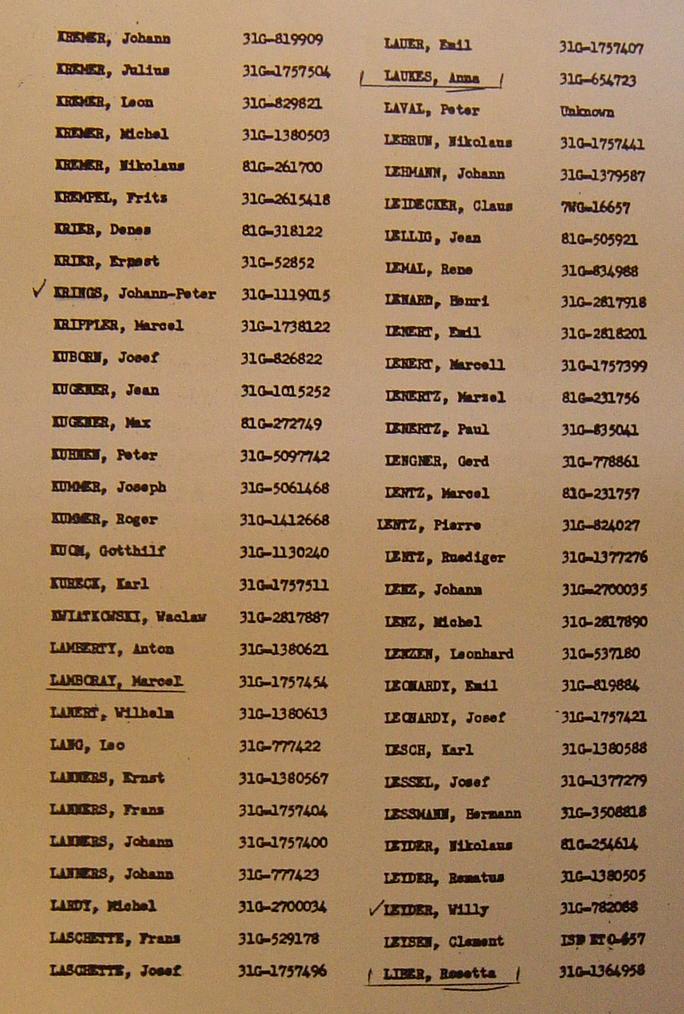 KREMER, Johann 31G-819909
KREMER, Julius 31G-1757504
KREMER, Leon 31G-829821
KREMER, Michel 31G-1380503
KREMER, Nikolaus 81G-261700
KREMPEL, Frits 31G-2615418
KRIER, Denes 81G-318122
KRIER, Ernest 31G-52852
KRINGS, Johann-Peter 31G-1119015
KRIPPLER, Marcel 31G-1738122
KUBORN, Josef 31G-826822
KUGENER, Jean 31G-1015252
KUGENER, Max 81G-272749
KUHNEN, Peter 31G-5097742
KUMMER, Joseph 31G-5061468
KUMMER, Roger 31G-1412668
KUON, Gotthilf 31G-1130240
KURECK, Karl 31G-1757511
KWIATKOWSKI, Waclaw 31G-2817887
LAMBERTY, Anton 31G-1380621
LAMBORAY, Marcel 31G-1757454
LANERT, Wilhelm 31G-1380613
LANG, Leo 31G-777422
LANNERS, Ernst 31G-1380567
LANNERS, Frans 31G-1757404
LANNERS, Johann 31G-1757400
LANNERS, Johann 31G-777423
LARDY, Michel 31G-2700034
LASCHETTE, Frans 31G-529178
LASCHETTE, Josef 31G-1757496
LAUER, Emil 31G-1757407
LAUKES, Anna 31G-654723
LAVAL, Peter Unknown
LEBRUN, Nikolaus 31G-1757441
LEHMANN, Johann 31G-1379587
LEIDECKER, Claus 7WG-16657
LELLIG, Jean 81G-505921
LEMAL, Rene 31G-834988
LENARD, Henri 31G-2817918
LENERT, Emil 31G-2818201
LENERT, Marcell 31G-1757399
LENERTZ, Marsel 81G-231756
LENERTZ, Paul 31G-835041
LENGNER, Gerd 31G-778861
LENTZ, Marcel 81G-231757
LENTZ, Pierre 31G-824027
LENTZ, Ruediger 31G-1377276
LENZ, Johann 31G-2700035
LENZ, Michel 31G-2817890
LENZEN, Leonhard 31G-537180
LEONARDY, Emil 31G-819884
LEONARDY, Josef 31G-1757421
LESCH, Karl 31G-1380588
LESSEL, Josef 31G-1377279
LESSMANN, Hermann 31G-3508818
LEYDER, Nikolaus 81G-254614
LEYDER, Rematus 31G-1380505
LEYDER, Willy 31G-782088
LEYSEN, Clement ISP
LIBER, Rosetta 31G-1364958